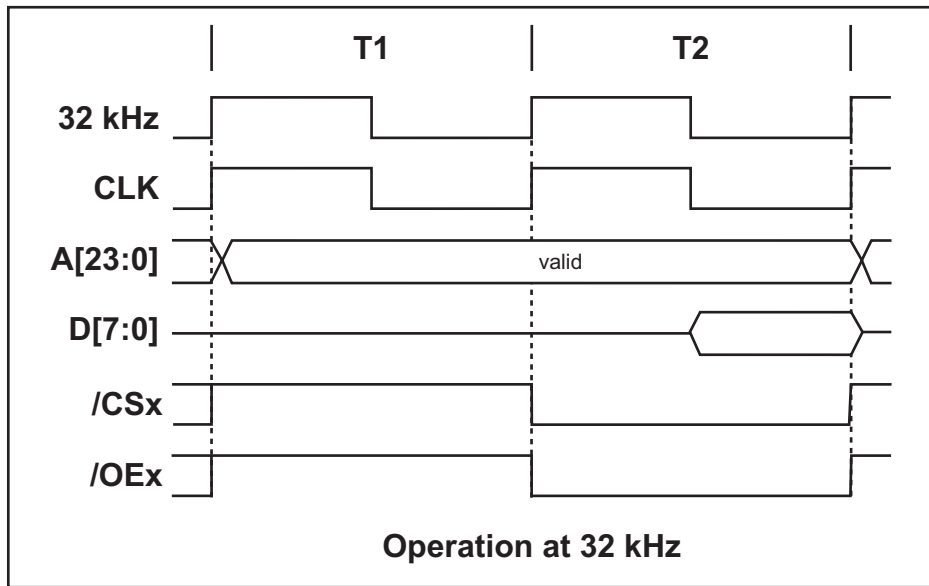 T1 T2
32 kHz
CLK
A[23:0] valid
D[7:0]
/CSx
/OEx
Operation at 32 kHz